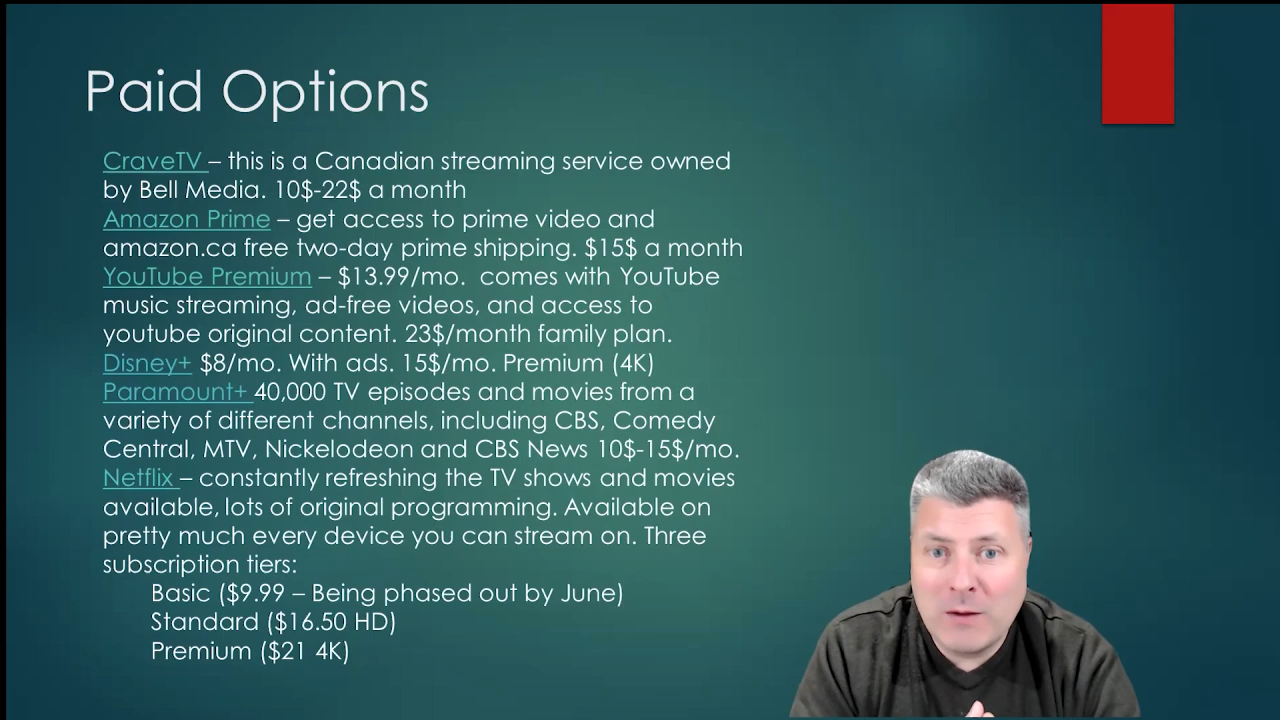 Paid Options
CraveTV – this is a Canadian streaming service owned
by Bell Media. 10$-22$ a month
Amazon Prime – get access to prime video and
amazon.ca free two-day prime shipping. $15$ a month
YouTube Premium – $13.99/mo. comes with YouTube
music streaming, ad-free videos, and access to
youtube original content. 23$/month family plan.
Disney+ $8/mo. With ads. 15$/mo. Premium (4K)
Paramount+ 40,000 TV episodes and movies from a
variety of different channels, including CBS, Comedy
Central, MTV, Nickelodeon and CBS News 10$-15$/mo.
Netflix – constantly refreshing the TV shows and movies
available, lots of original programming. Available on
pretty much every device you can stream on. Three
subscription tiers:
Basic ($9.99 – Being phased out by June)
Standard ($16.50 HD)
Premium ($21 4K)